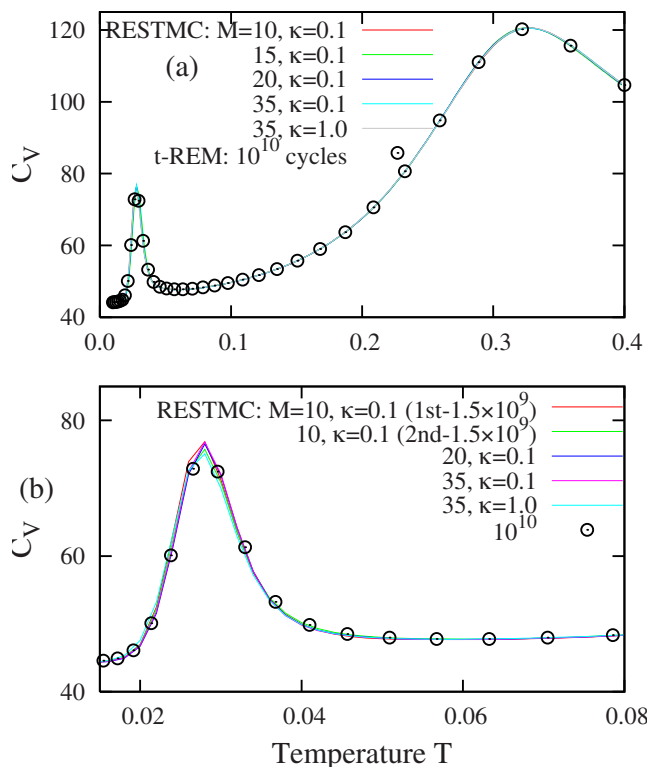 120
100
80
60
40
C_V
RESTMC: M=10, κ=0.1
(a)
15, κ=0.1
20, κ=0.1
35, κ=0.1
35, κ=1.0
t-REM: 10^10 cycles
0.0 0.1 0.2 0.3 0.4
80
60
40
C_V
RESTMC: M=10, κ=0.1 (1st-1.5×10^9)
10, κ=0.1 (2nd-1.5×10^9)
20, κ=0.1
(b)
35, κ=0.1
35, κ=1.0
10^10
0.02 0.04 0.06 0.08
Temperature T